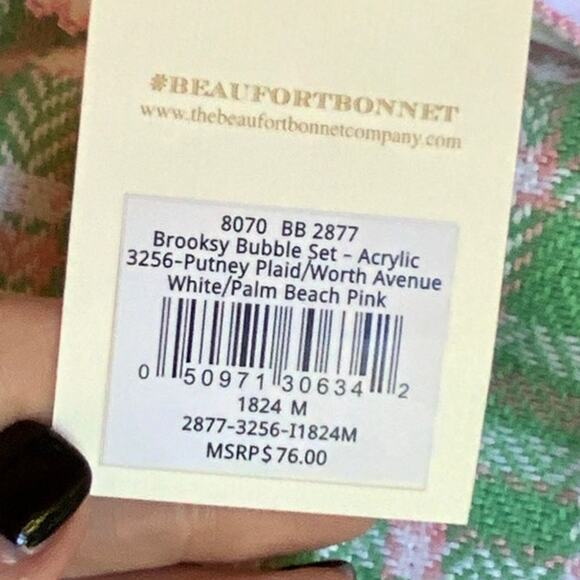 #BEAUFORTBONNET
www.thebeaufortbonnetcompany.com
8070 BB 2877
Brooksy Bubble Set – Acrylic
3256-Putney Plaid/Worth Avenue
White/Palm Beach Pink
0 50971 30634 2
1824 M
2877-3256-I1824M
MSRP$76.00